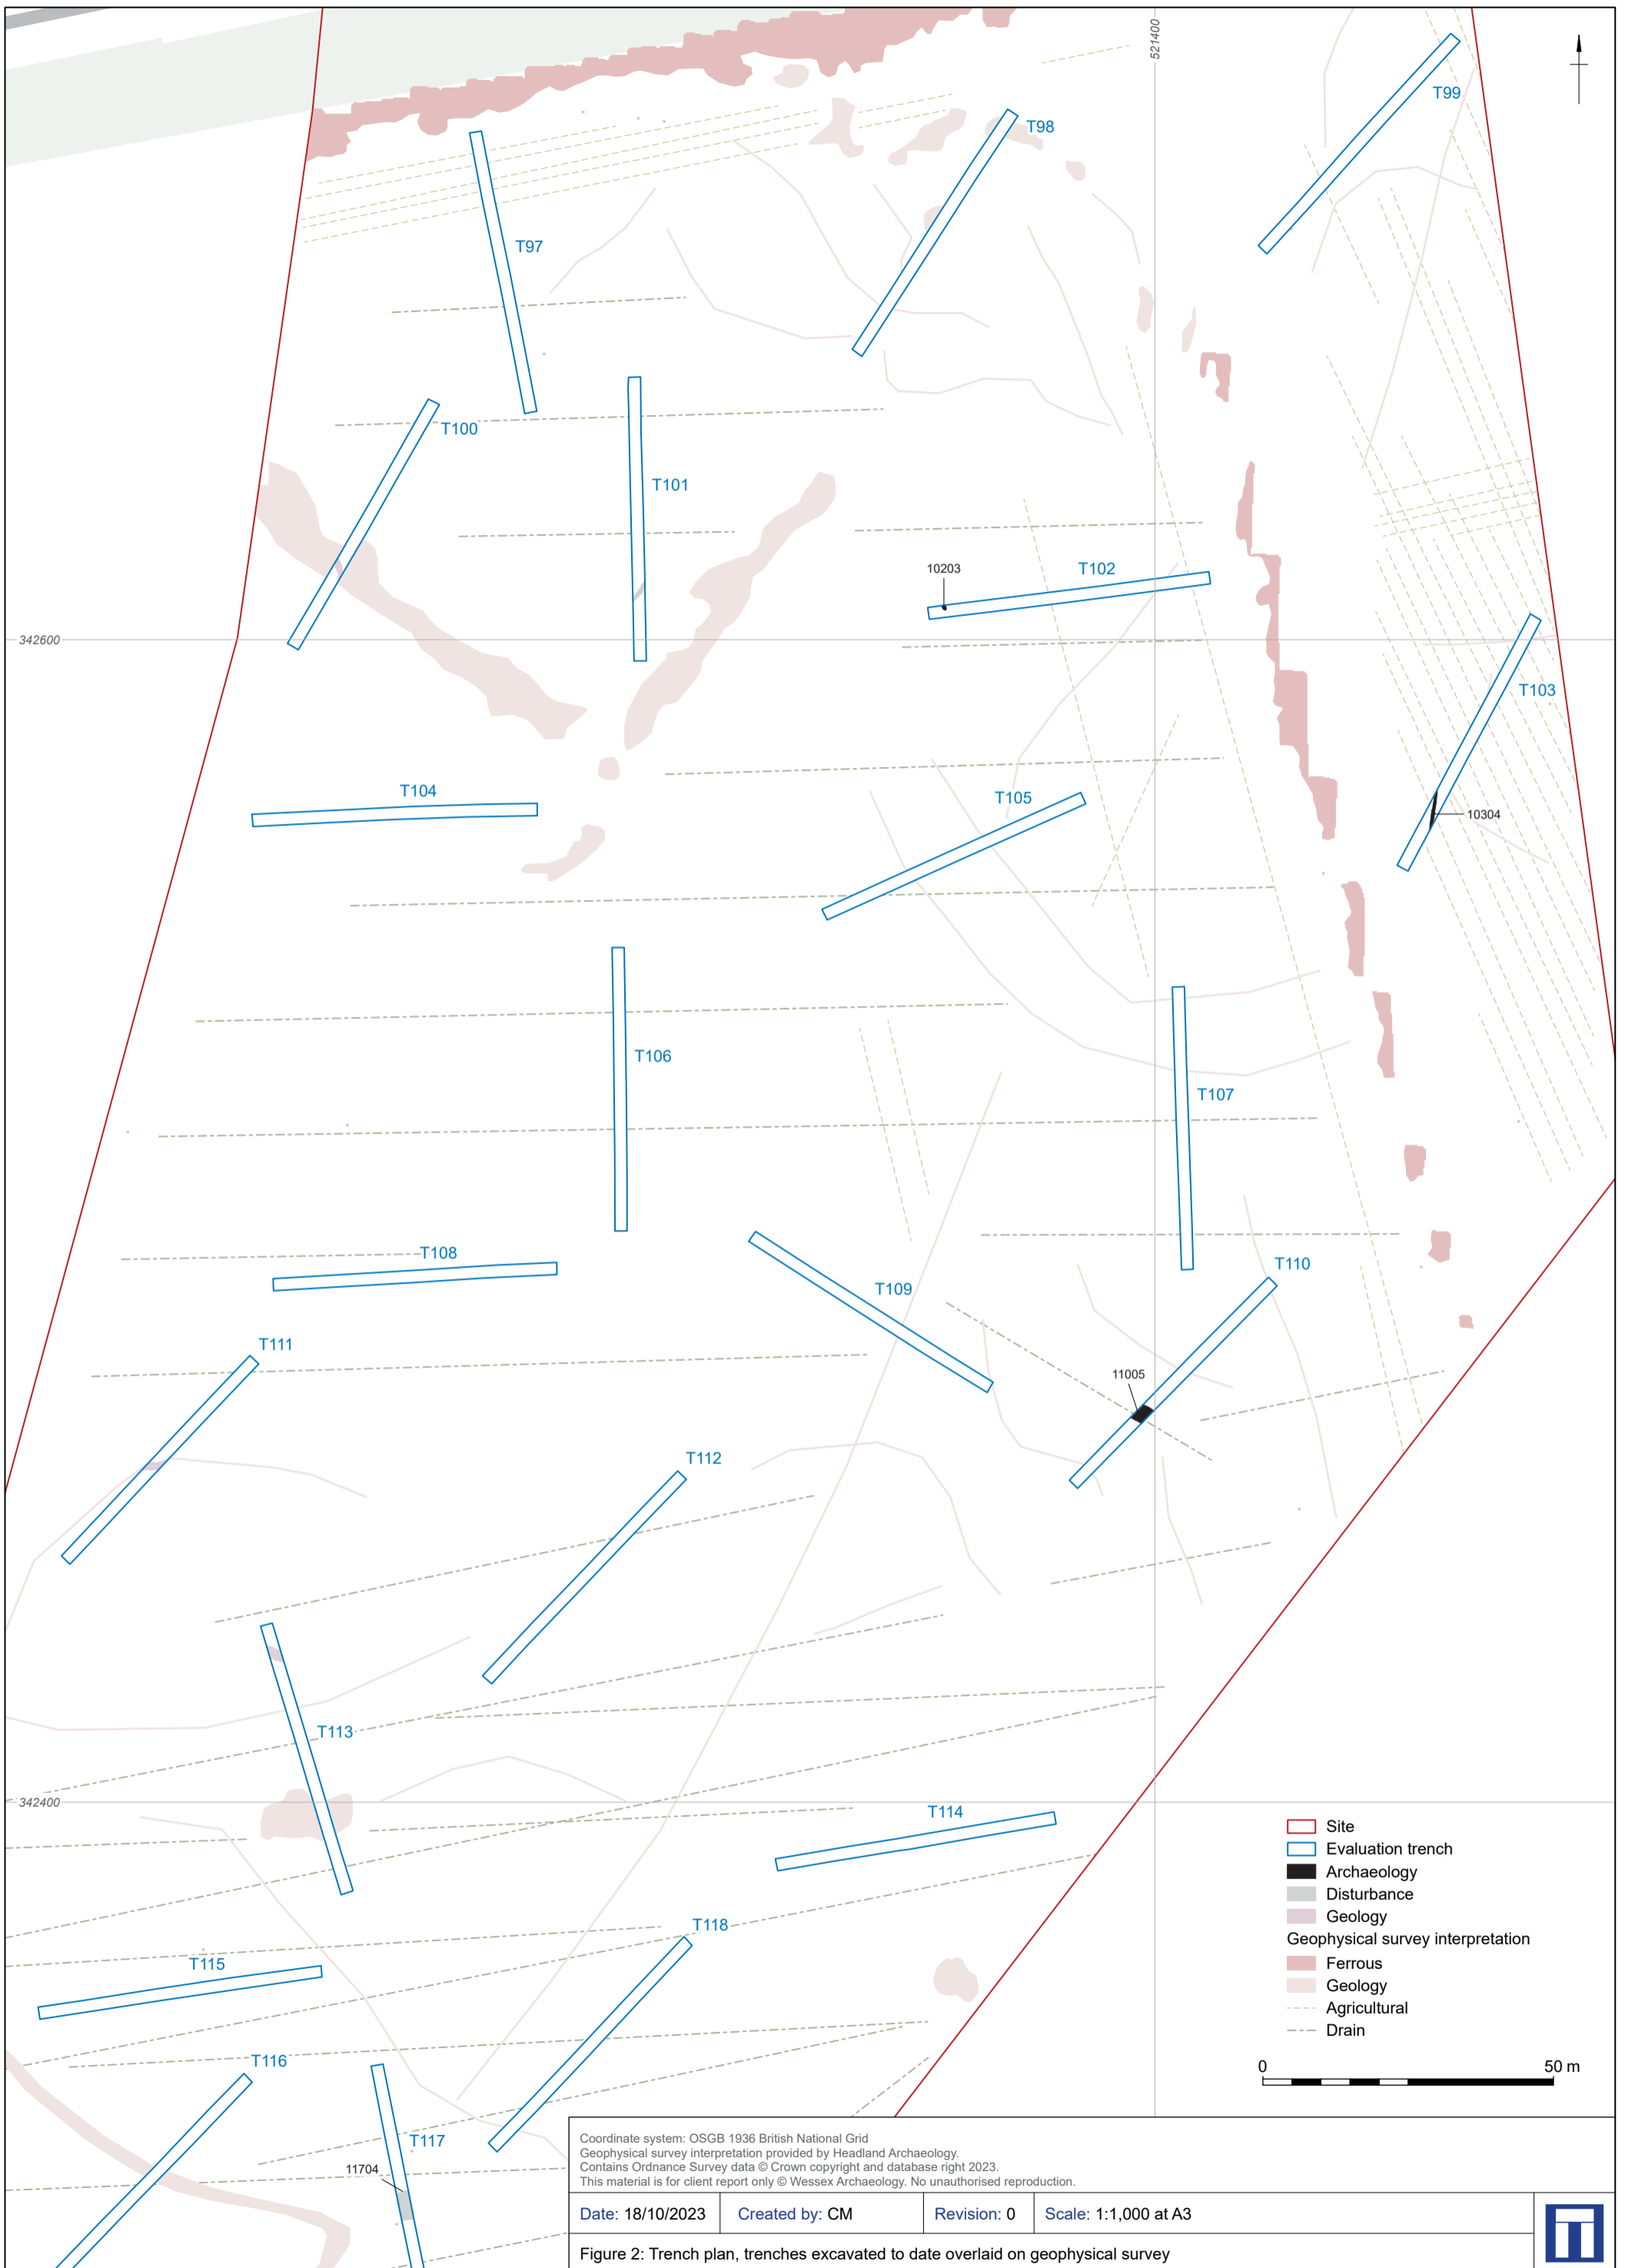 521400
T99
T98
T97
T100
T101
T102
10203
342600
T103
T104
T105
10304
T106
T107
T108
T109
T110
T111
11005
T112
T113
342400
T114
T118
T115
T116
T117
11704
Site
Evaluation trench
Archaeology
Disturbance
Geology
Geophysical survey interpretation
Ferrous
Geology
Agricultural
Drain
0 50 m
Coordinate system: OSGB 1936 British National Grid
Geophysical survey interpretation provided by Headland Archaeology.
Contains Ordnance Survey data © Crown copyright and database right 2023.
This material is for client report only © Wessex Archaeology. No unauthorised reproduction.
Date: 18/10/2023 Created by: CM Revision: 0 Scale: 1:1,000 at A3
Figure 2: Trench plan, trenches excavated to date overlaid on geophysical survey